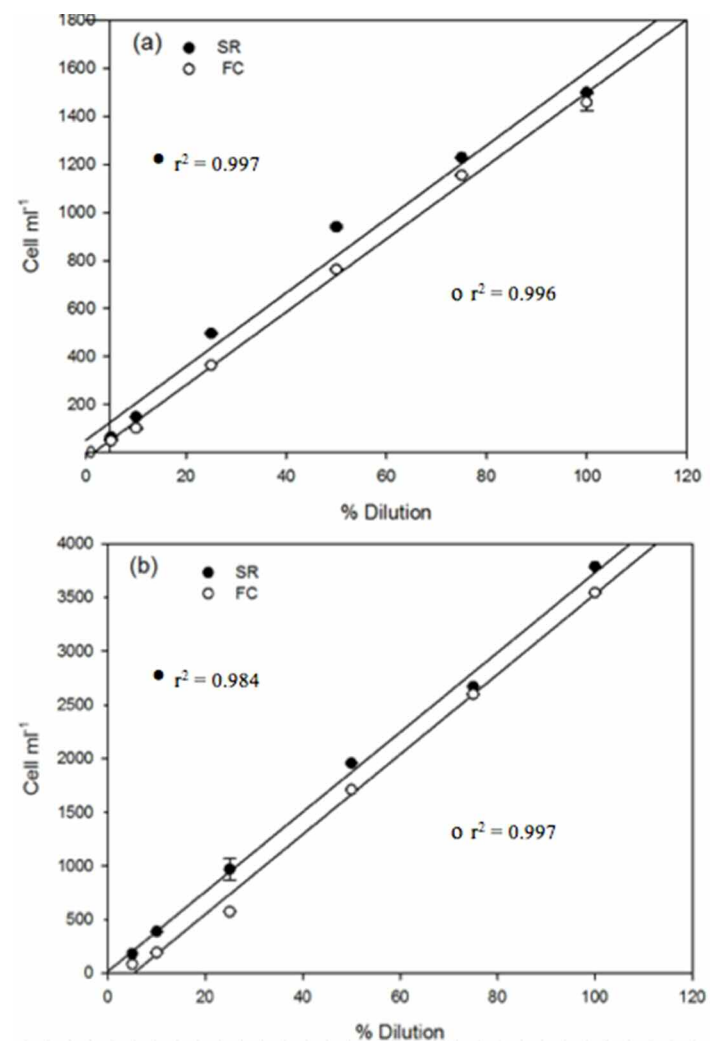 1800
(a)
SR
FC
1600
1400
1200
r² = 0.997
1000
Cell ml⁻¹
800
o r² = 0.996
600
400
200
0 20 40 60 80 100 120
% Dilution
4000
(b)
SR
FC
3500
3000
r² = 0.984
2500
Cell ml⁻¹
2000
1500
o r² = 0.997
1000
500
0
0 20 40 60 80 100 120
% Dilution